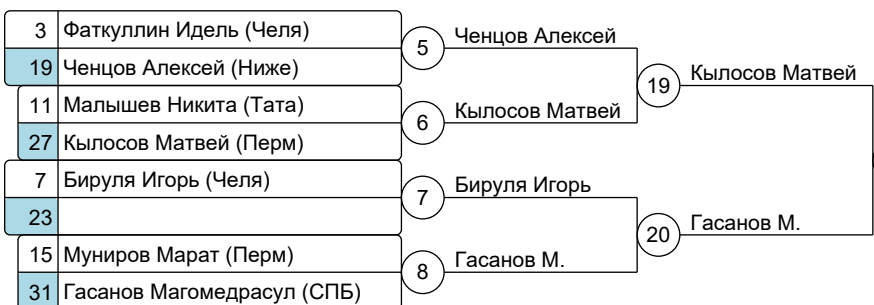 3 Фаткуллин Идель (Челя)
19 Ченцов Алексей (Ниже)
5 Ченцов Алексей
11 Малышев Никита (Тата)
27 Кылосов Матвей (Перм)
6 Кылосов Матвей
19 Кылосов Матвей
7 Бируля Игорь (Челя)
23
7 Бируля Игорь
15 Муниров Марат (Перм)
31 Гасанов Магомедрасул (СПБ)
8 Гасанов М.
20 Гасанов М.